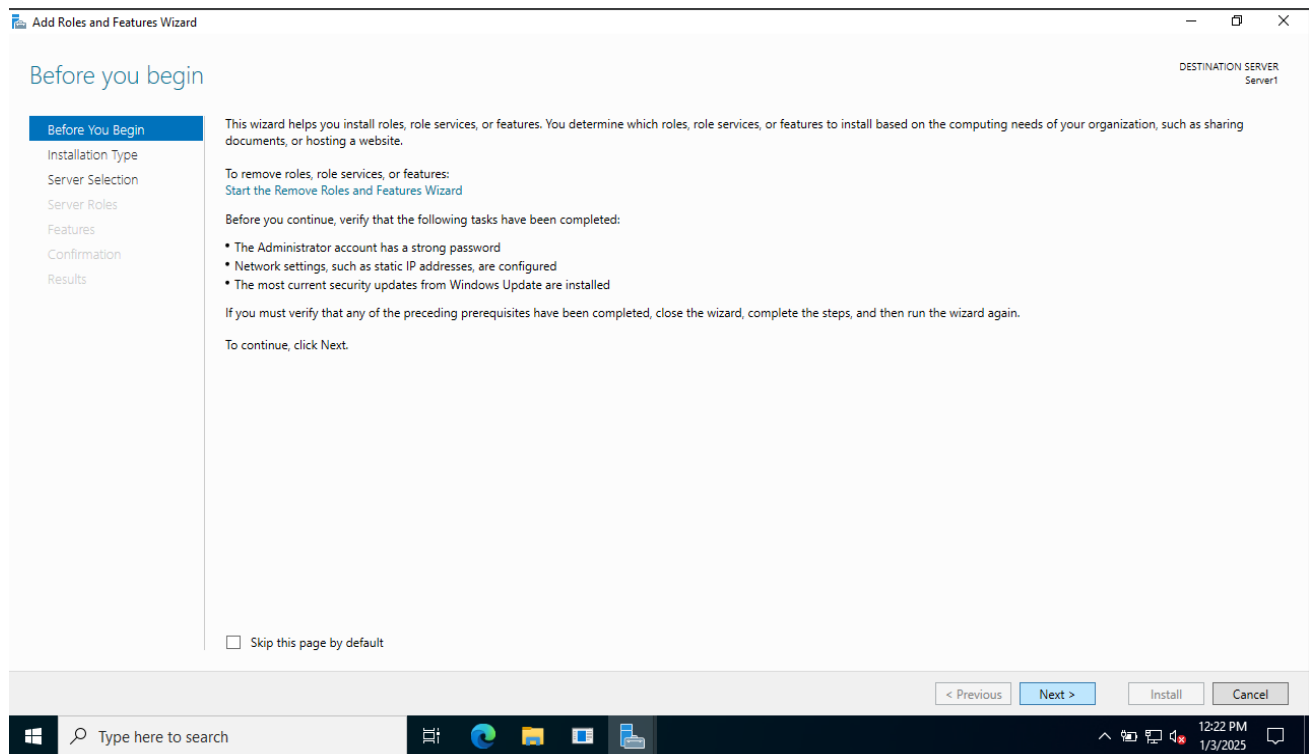 Add Roles and Features Wizard
Before you begin
DESTINATION SERVER
Server1
Before You Begin
Installation Type
Server Selection
Server Roles
Features
Confirmation
Results
This wizard helps you install roles, role services, or features. You determine which roles, role services, or features to install based on the computing needs of your organization, such as sharing
documents, or hosting a website.
To remove roles, role services, or features:
Start the Remove Roles and Features Wizard
Before you continue, verify that the following tasks have been completed:
• The Administrator account has a strong password
• Network settings, such as static IP addresses, are configured
• The most current security updates from Windows Update are installed
If you must verify that any of the preceding prerequisites have been completed, close the wizard, complete the steps, and then run the wizard again.
To continue, click Next.
Skip this page by default
< Previous
Next >
Install
Cancel
Type here to search
12:22 PM
1/3/2025